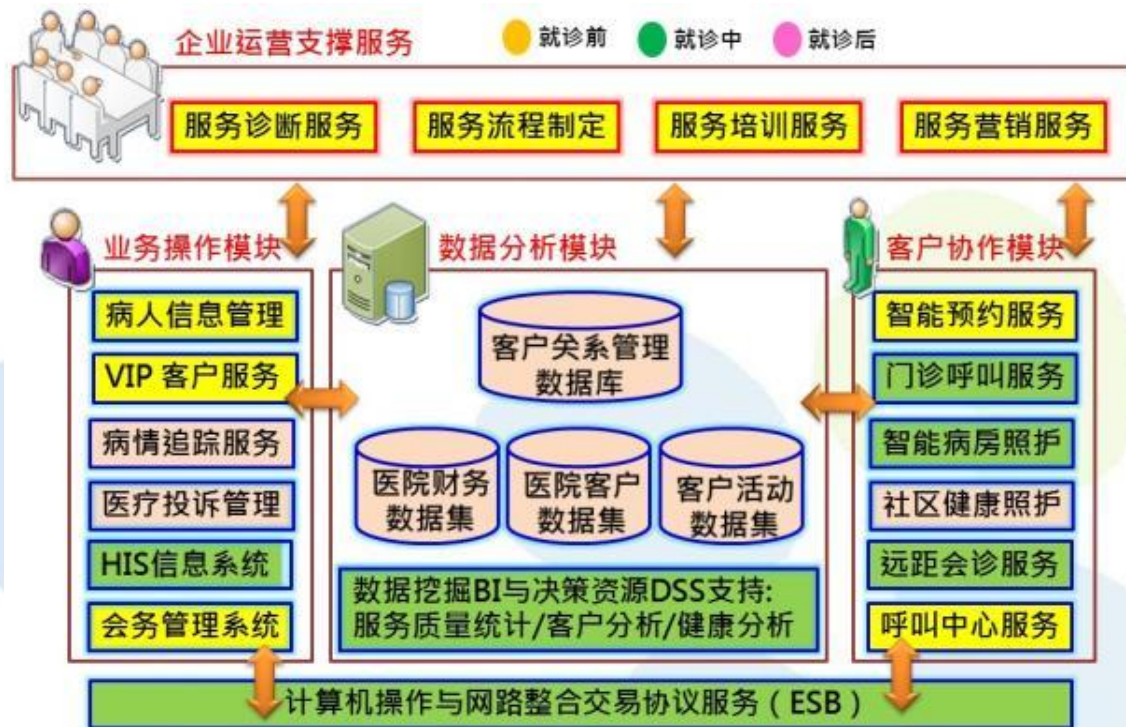 企业运营支撑服务
就诊前
就诊中
就诊后
服务诊断服务
服务流程制定
服务培训服务
服务营销服务
业务操作模块
病人信息管理
VIP 客户服务
病情追踪服务
医疗投诉管理
HIS信息系统
会务管理系统
数据分析模块
客户关系管理
数据库
医院财务
数据集
医院客户
数据集
客户活动
数据集
数据挖掘BI与决策资源DSS支持:
服务质量统计/客户分析/健康分析
客户协作模块
智能预约服务
门诊呼叫服务
智能病房照护
社区健康照护
远距会诊服务
呼叫中心服务
计算机操作与网路整合交易协议服务（ESB）